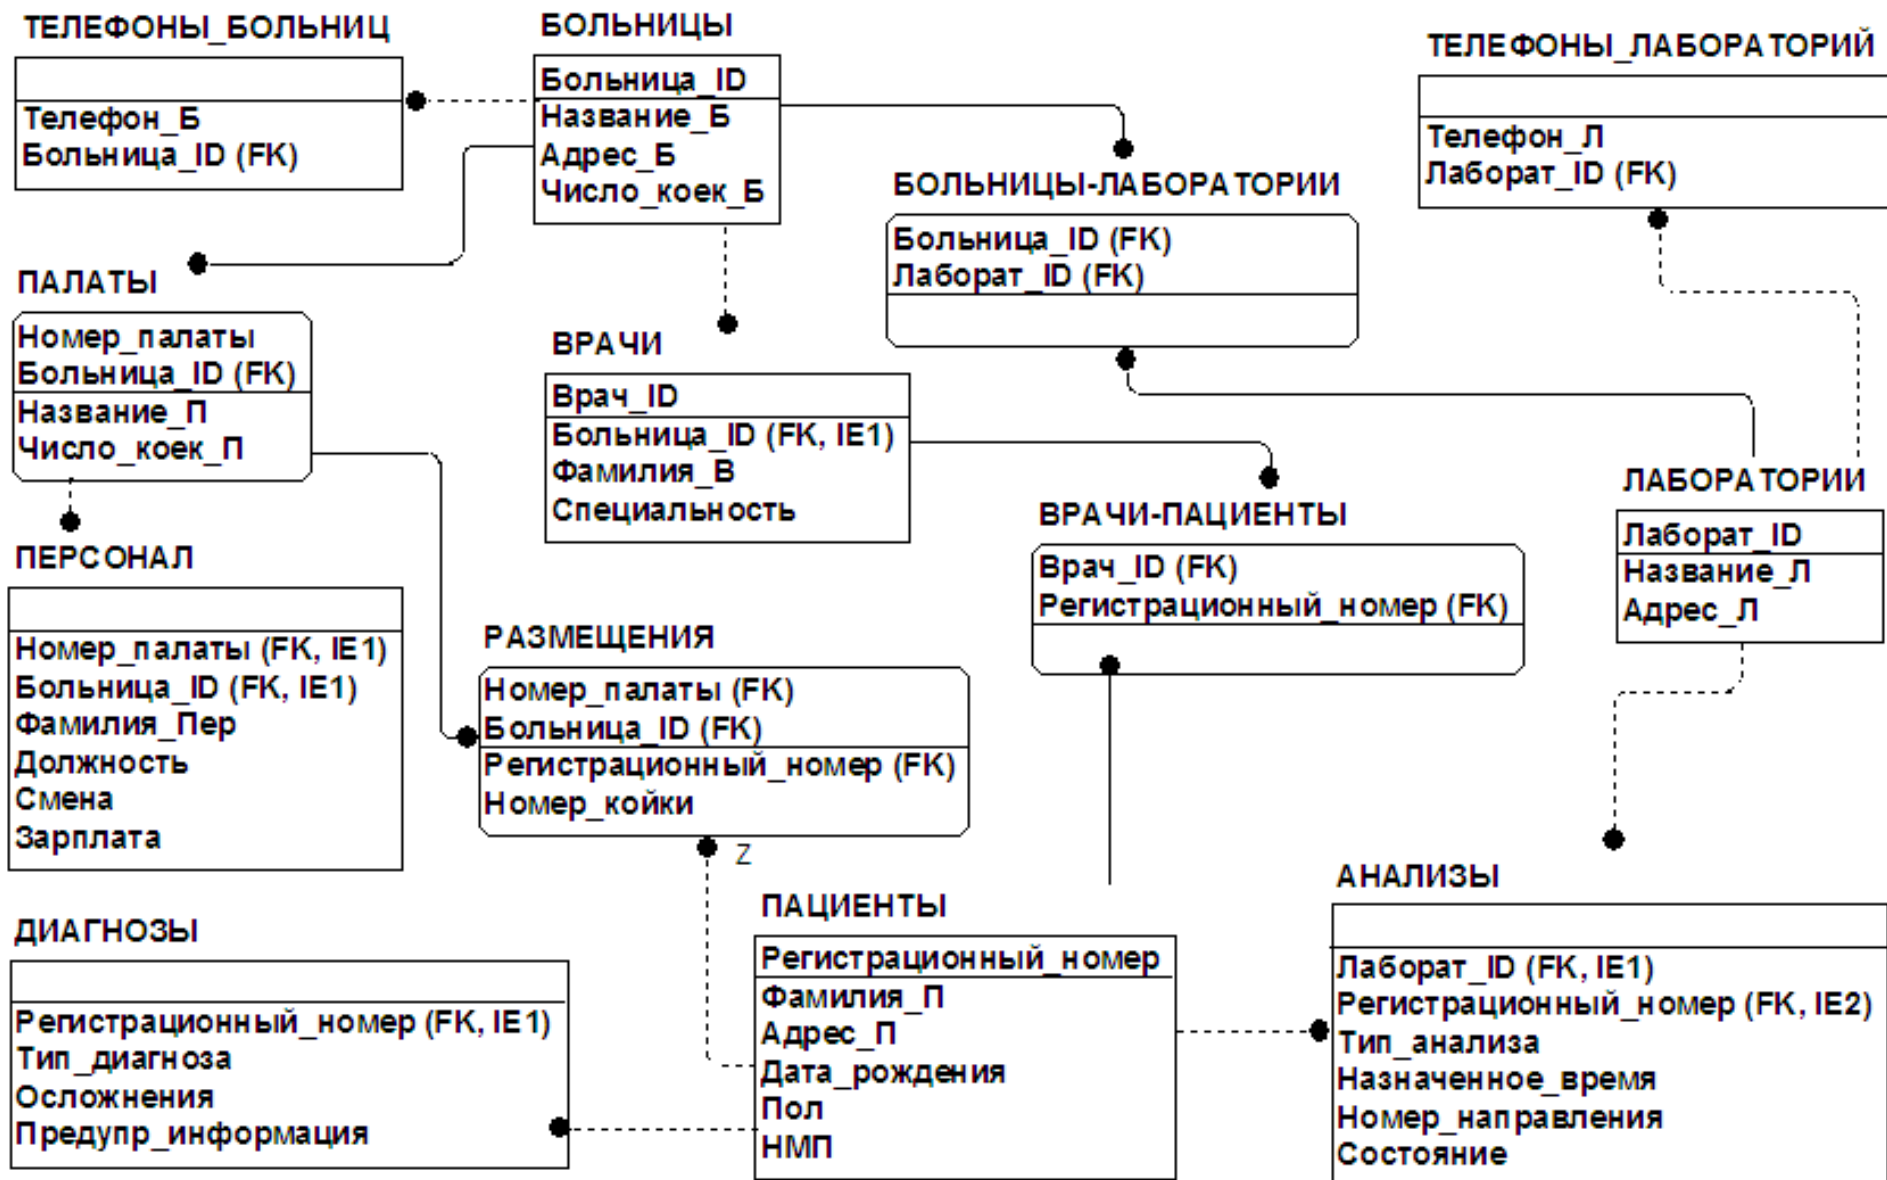 ТЕЛЕФОНЫ_БОЛЬНИЦ
Телефон_Б
Больница_ID (FK)
БОЛЬНИЦЫ
Больница_ID
Название_Б
Адрес_Б
Число_коек_Б
ТЕЛЕФОНЫ_ЛАБОРАТОРИЙ
Телефон_Л
Лаборат_ID (FK)
БОЛЬНИЦЫ-ЛАБОРАТОРИИ
Больница_ID (FK)
Лаборат_ID (FK)
ПАЛАТЫ
Номер_палаты
Больница_ID (FK)
Название_П
Число_коек_П
ВРАЧИ
Врач_ID
Больница_ID (FK, IE1)
Фамилия_В
Специальность
ВРАЧИ-ПАЦИЕНТЫ
Врач_ID (FK)
Регистрационный_номер (FK)
ЛАБОРАТОРИИ
Лаборат_ID
Название_Л
Адрес_Л
ПЕРСОНАЛ
Номер_палаты (FK, IE1)
Больница_ID (FK, IE1)
Фамилия_Пер
Должность
Смена
Зарплата
РАЗМЕЩЕНИЯ
Номер_палаты (FK)
Больница_ID (FK)
Регистрационный_номер (FK)
Номер_койки
Z
ДИАГНОЗЫ
Регистрационный_номер (FK, IE1)
Тип_диагноза
Осложнения
Предупр_информация
ПАЦИЕНТЫ
Регистрационный_номер
Фамилия_П
Адрес_П
Дата_рождения
Пол
НМП
АНАЛИЗЫ
Лаборат_ID (FK, IE1)
Регистрационный_номер (FK, IE2)
Тип_анализа
Назначенное_время
Номер_направления
Состояние